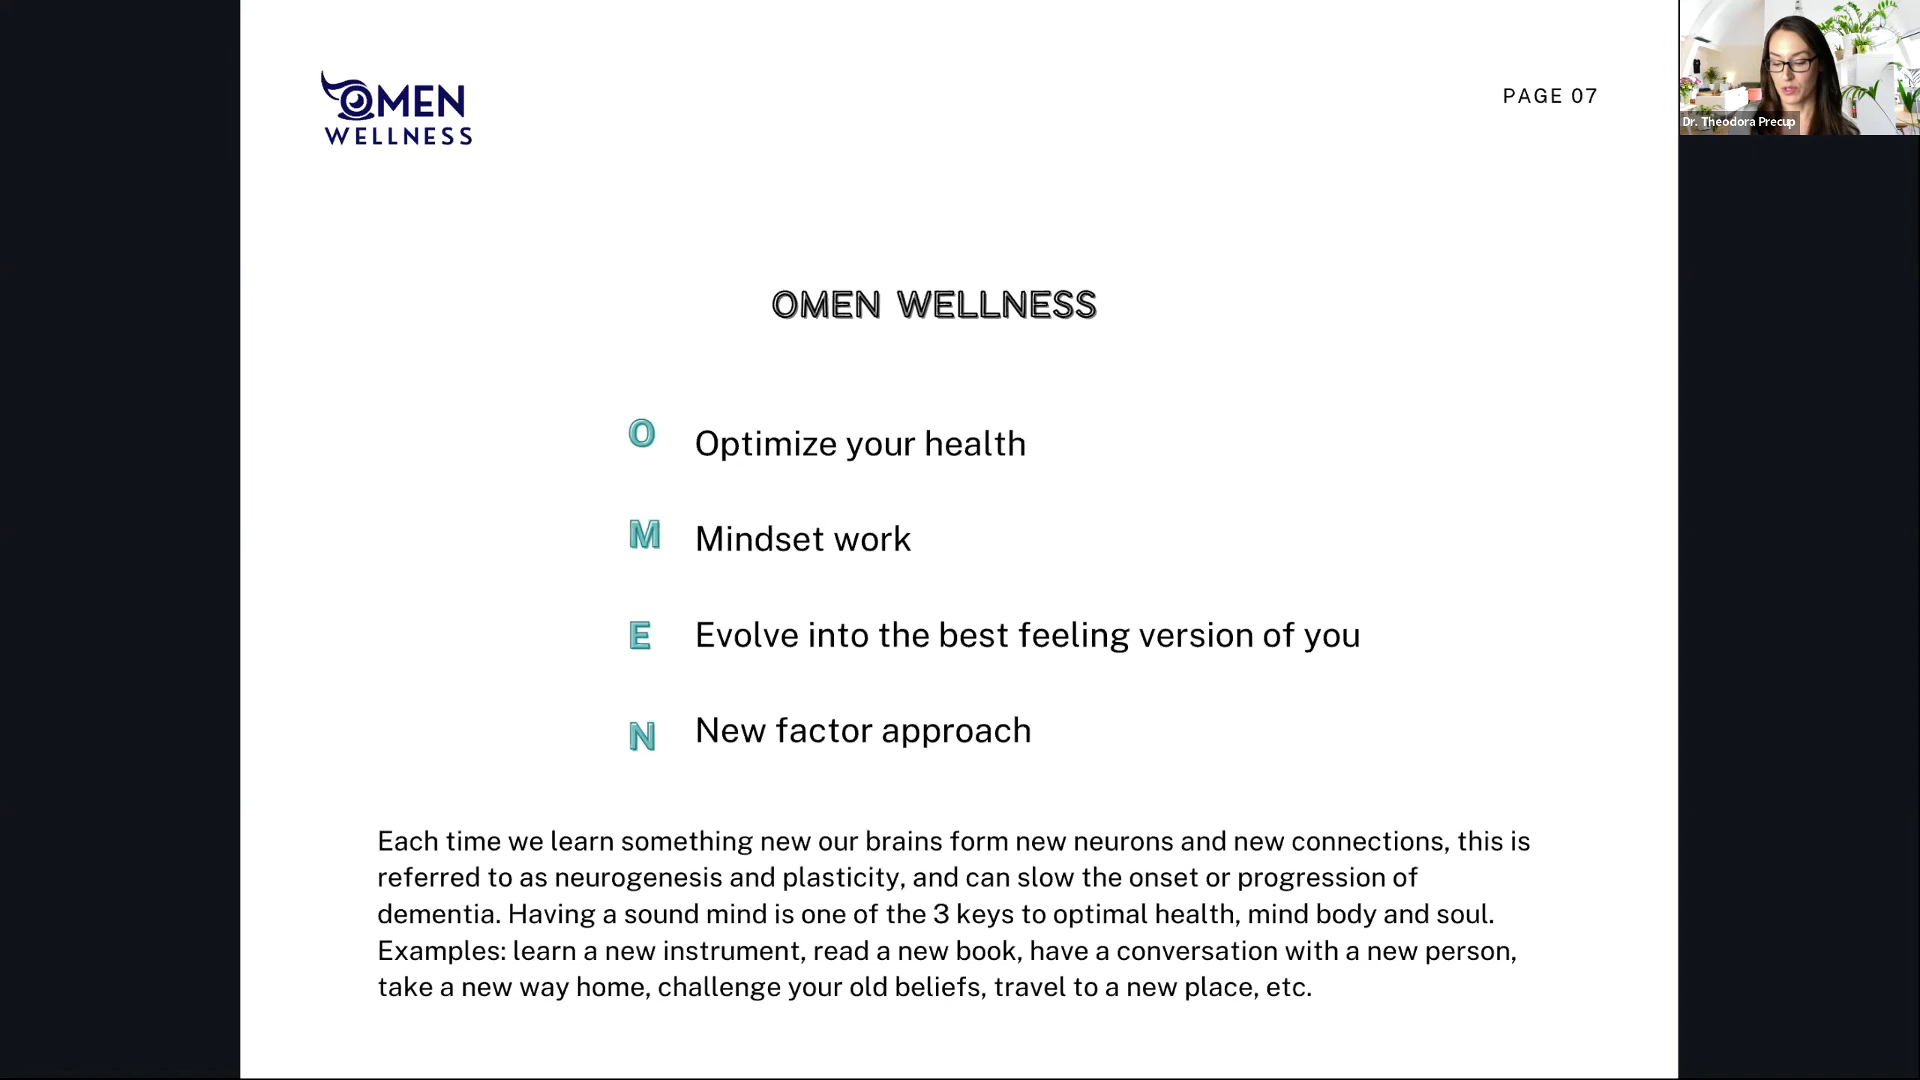 OMEN
WELLNESS
PAGE 07
Dr. Theodora Precup
OMEN WELLNESS
O Optimize your health
M Mindset work
E Evolve into the best feeling version of you
N New factor approach
Each time we learn something new our brains form new neurons and new connections, this is
referred to as neurogenesis and plasticity, and can slow the onset or progression of
dementia. Having a sound mind is one of the 3 keys to optimal health, mind body and soul.
Examples: learn a new instrument, read a new book, have a conversation with a new person,
take a new way home, challenge your old beliefs, travel to a new place, etc.